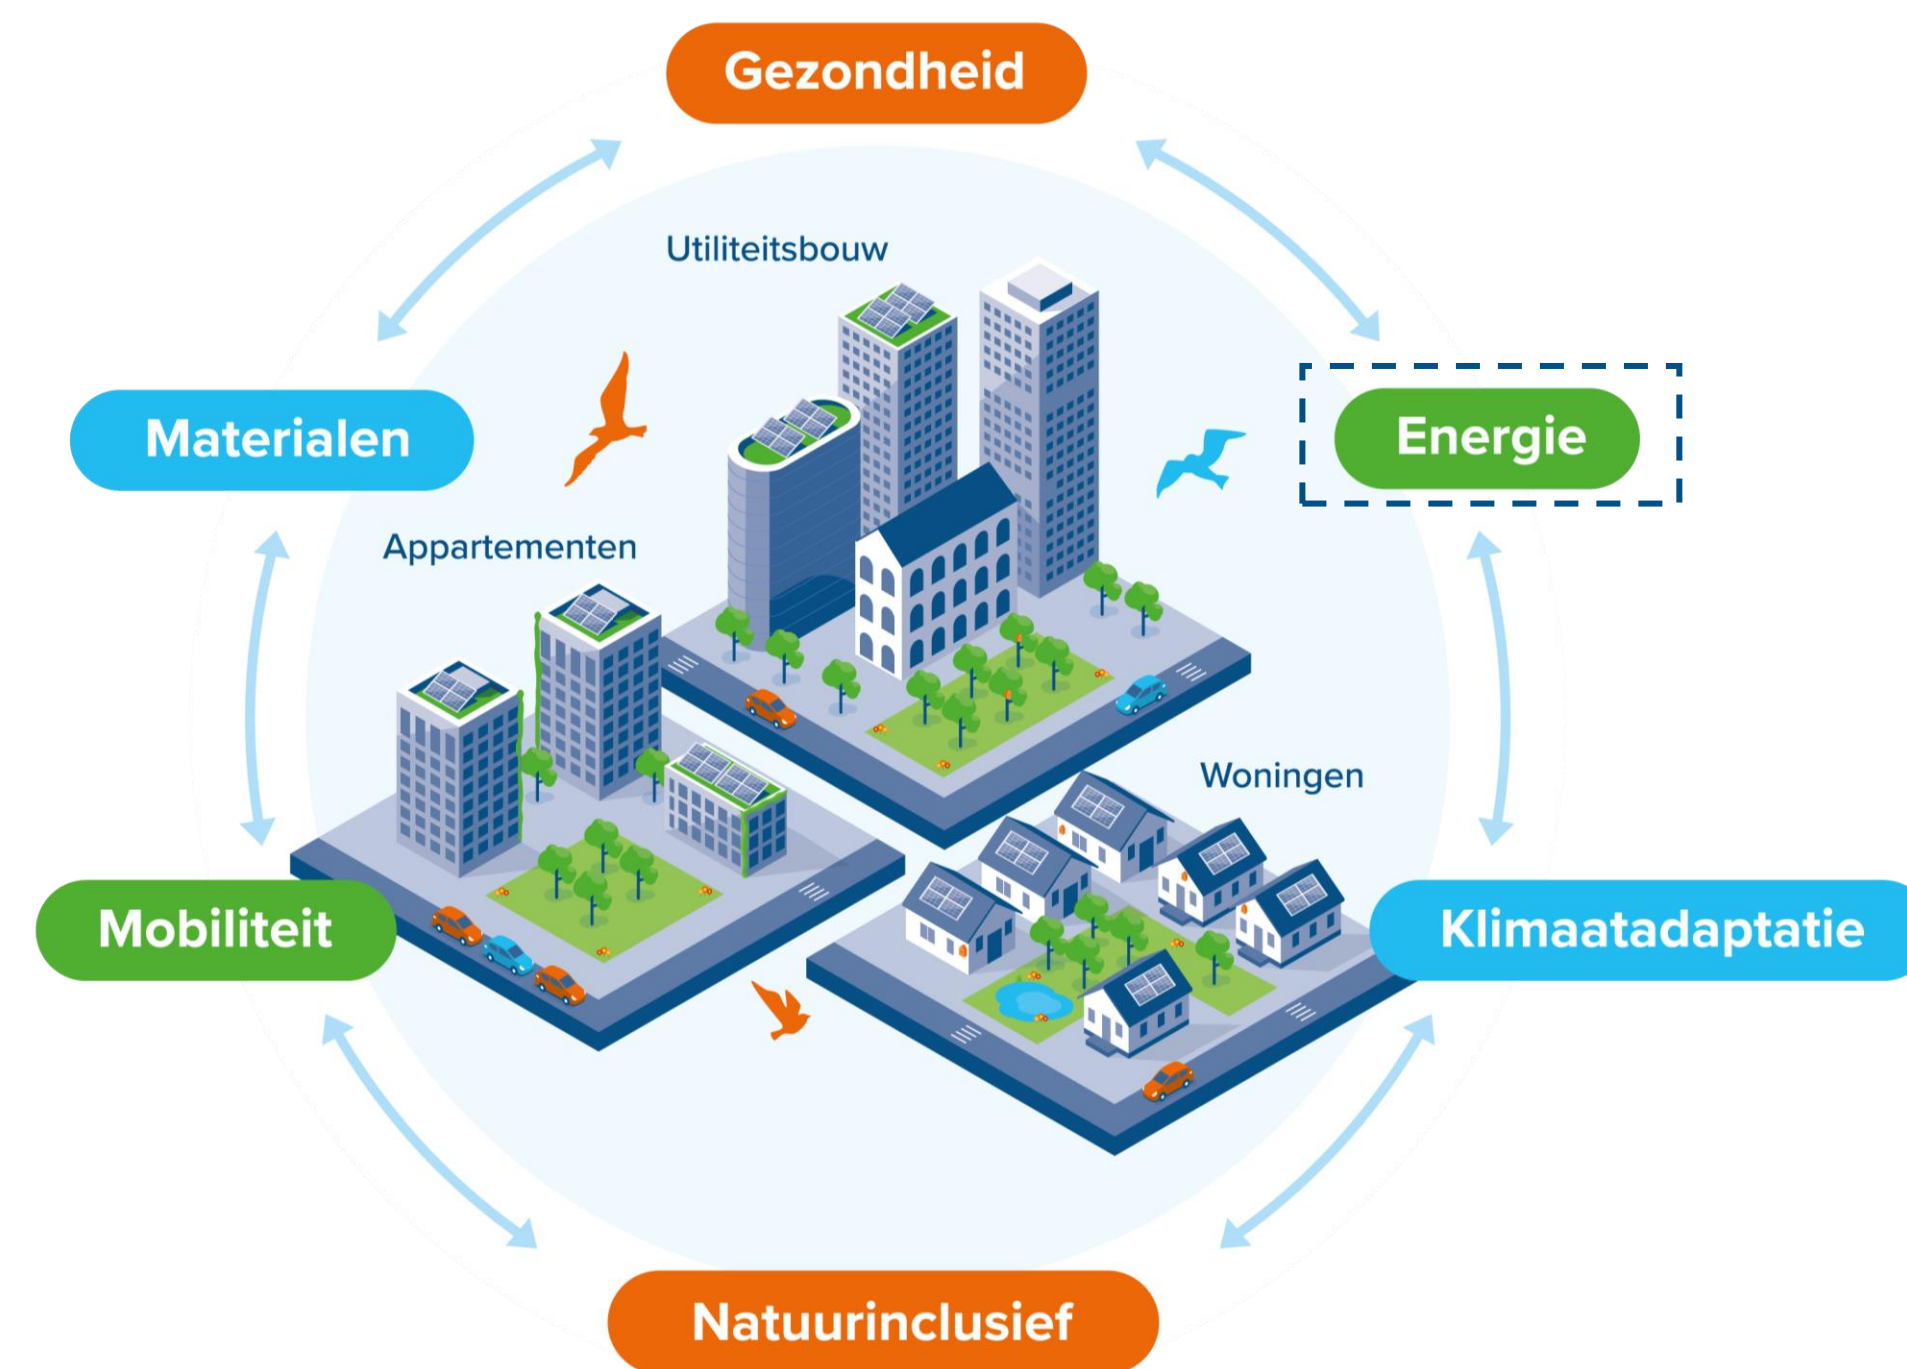 Gezondheid
Utiliteitsbouw
Materialen
Energie
Appartementen
Woningen
Mobiliteit
Klimaatadaptatie
Natuurinclusief